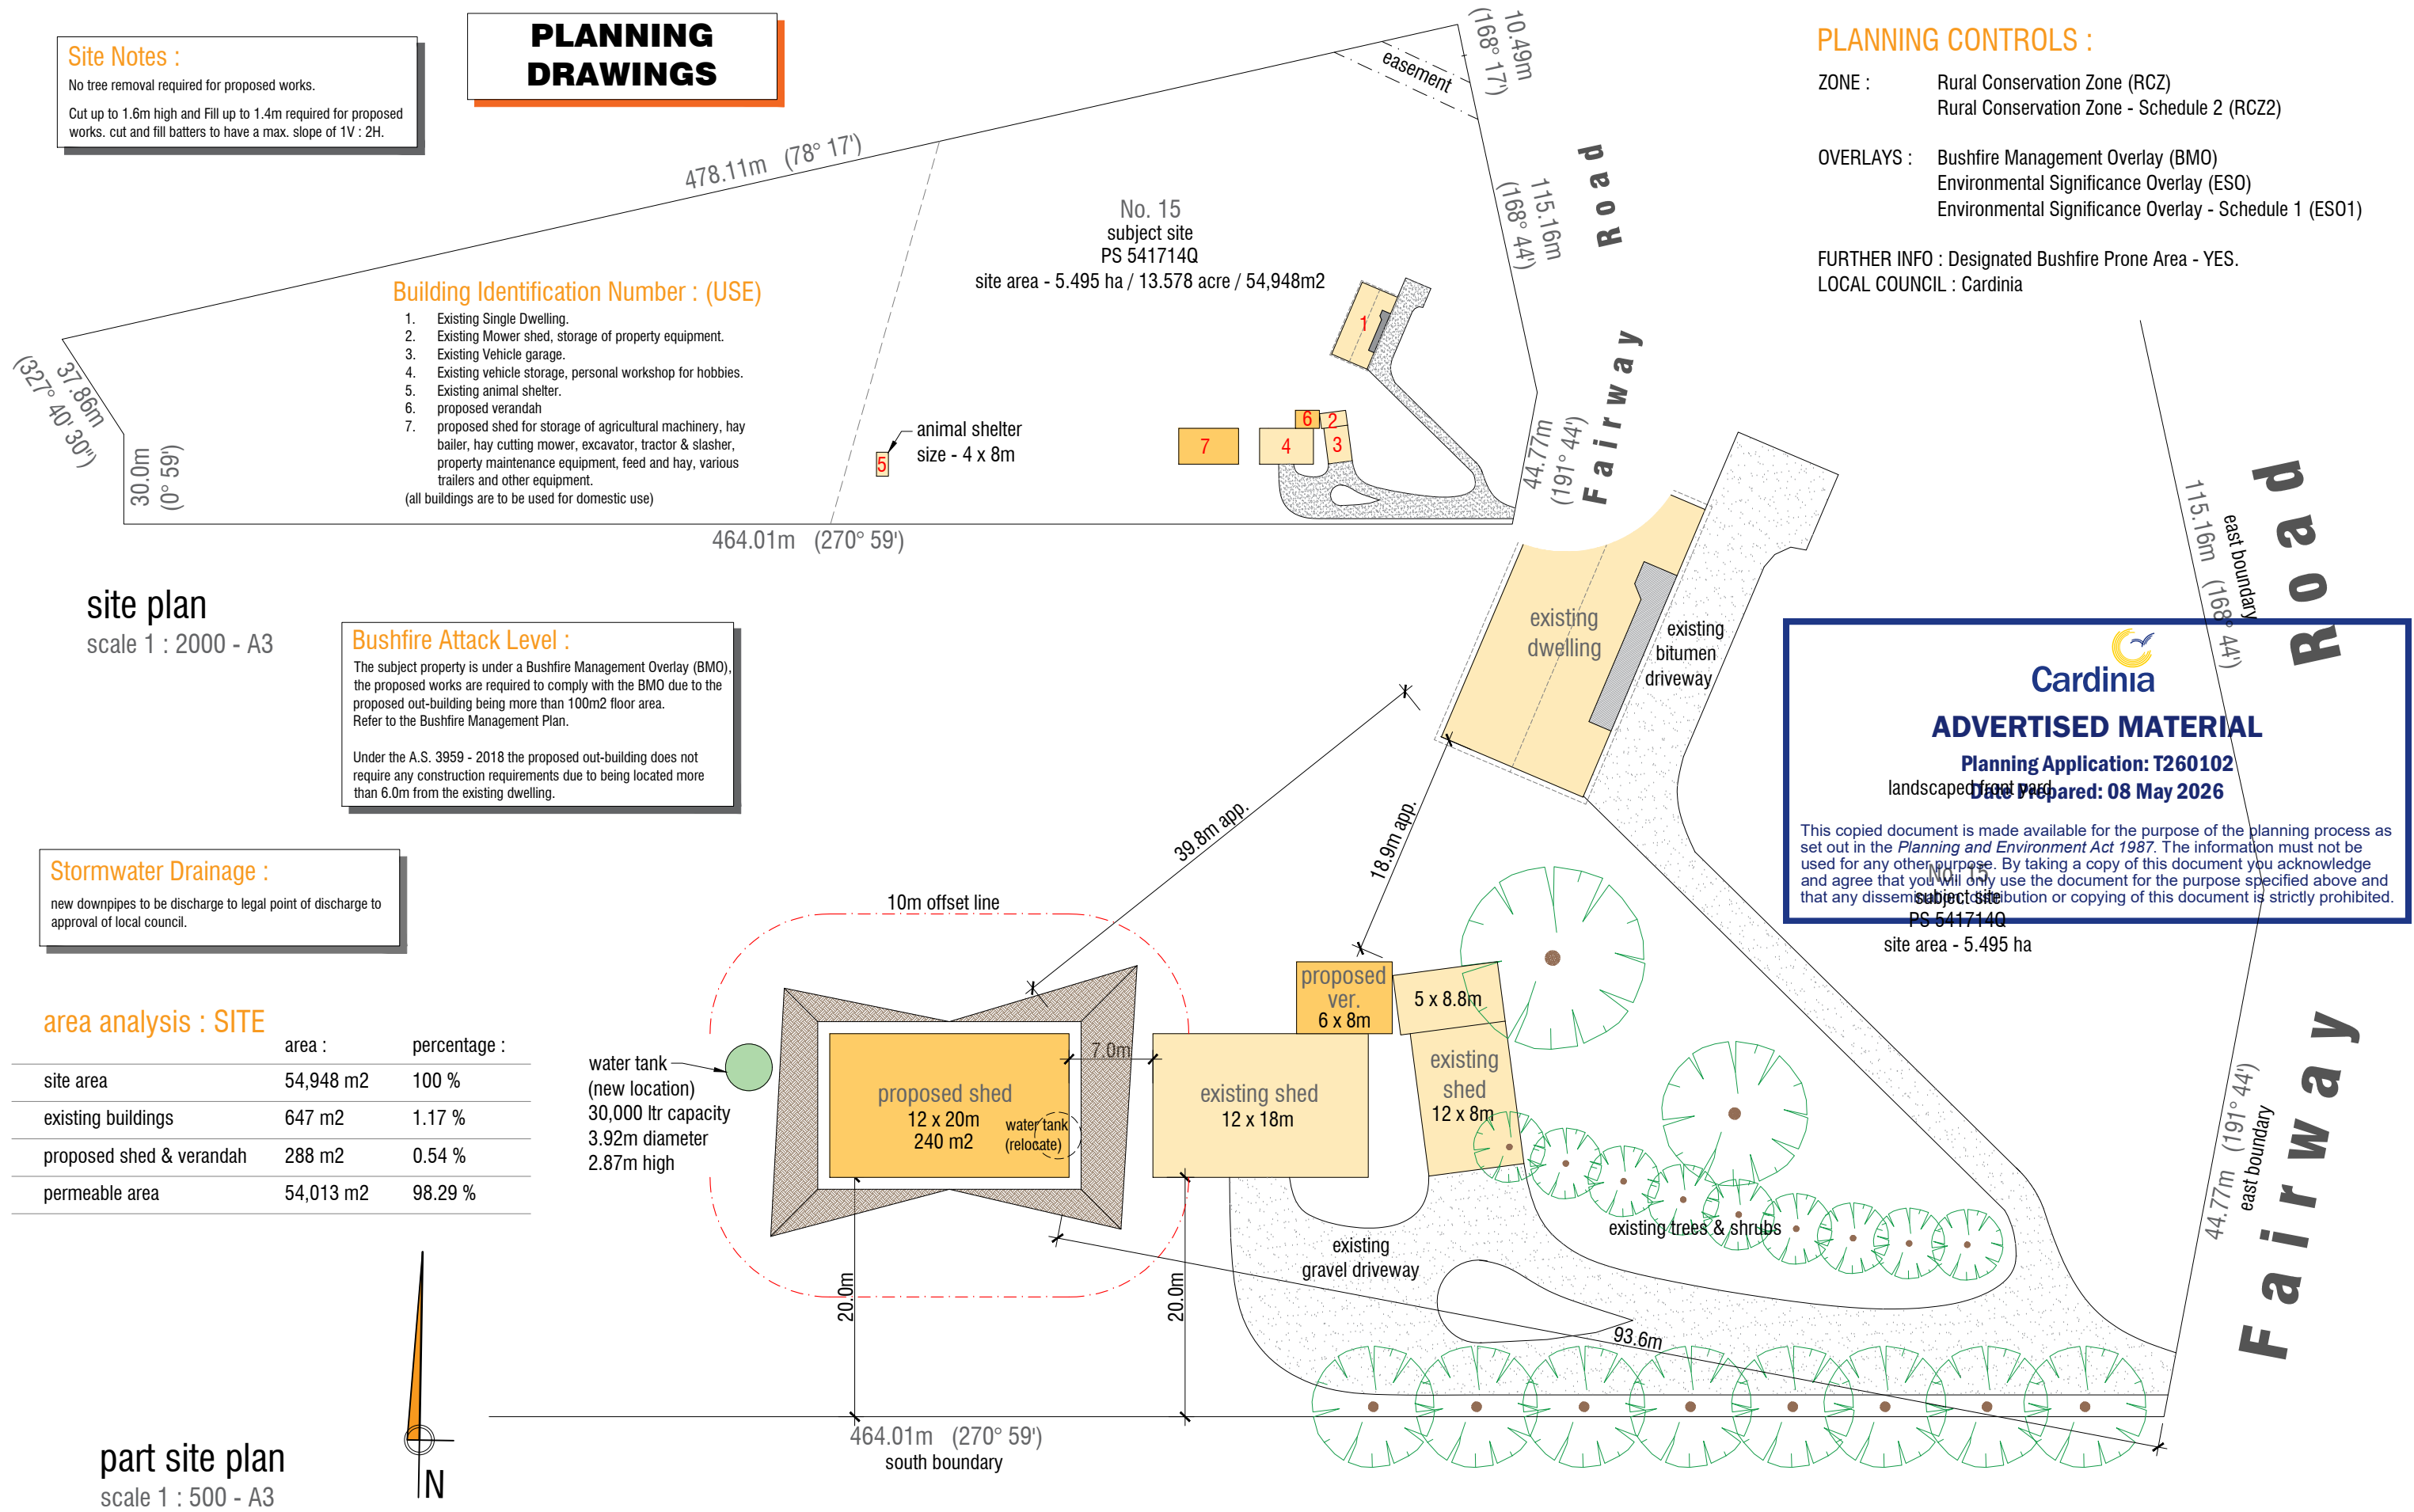 PLANNING
DRAWINGS
Site Notes :
No tree removal required for proposed works.
Cut up to 1.6m high and Fill up to 1.4m required for proposed
works. cut and fill batters to have a max. slope of 1V : 2H.
PLANNING CONTROLS :
ZONE : Rural Conservation Zone (RCZ)
Rural Conservation Zone - Schedule 2 (RCZ2)
OVERLAYS : Bushfire Management Overlay (BMO)
Environmental Significance Overlay (ESO)
Environmental Significance Overlay - Schedule 1 (ESO1)
FURTHER INFO : Designated Bushfire Prone Area - YES.
LOCAL COUNCIL : Cardinia
10.49m
(168° 17')
easement
478.11m (78° 17')
115.16m
(168° 44')
Fairway Road
No. 15
subject site
PS 541714Q
site area - 5.495 ha / 13.578 acre / 54,948m2
Building Identification Number : (USE)
1. Existing Single Dwelling.
2. Existing Mower shed, storage of property equipment.
3. Existing Vehicle garage.
4. Existing vehicle storage, personal workshop for hobbies.
5. Existing animal shelter.
6. proposed verandah
7. proposed shed for storage of agricultural machinery, hay
bailer, hay cutting mower, excavator, tractor & slasher,
property maintenance equipment, feed and hay, various
trailers and other equipment.
(all buildings are to be used for domestic use)
37.86m
(327° 40' 30")
30.0m
(0° 59')
1
6
2
7
4
3
5
animal shelter
size - 4 x 8m
44.77m
(191° 44')
464.01m (270° 59')
site plan
scale 1 : 2000 - A3
Bushfire Attack Level :
The subject property is under a Bushfire Management Overlay (BMO),
the proposed works are required to comply with the BMO due to the
proposed out-building being more than 100m2 floor area.
Refer to the Bushfire Management Plan.
Under the A.S. 3959 - 2018 the proposed out-building does not
require any construction requirements due to being located more
than 6.0m from the existing dwelling.
Stormwater Drainage :
new downpipes to be discharge to legal point of discharge to
approval of local council.
area analysis : SITE
area : percentage :
site area 54,948 m2 100 %
existing buildings 647 m2 1.17 %
proposed shed & verandah 288 m2 0.54 %
permeable area 54,013 m2 98.29 %
existing
dwelling
existing
bitumen
driveway
115.16m (168° 44')
east boundary
Fairway Road
Cardinia
ADVERTISED MATERIAL
Planning Application: T260102
Date Prepared: 08 May 2026
This copied document is made available for the purpose of the planning process as
set out in the Planning and Environment Act 1987. The information must not be
used for any other purpose. By taking a copy of this document you acknowledge
and agree that you will only use the document for the purpose specified above and
that any dissemination, distribution or copying of this document is strictly prohibited.
landscaped front yard
No. 15
subject site
PS 541714Q
site area - 5.495 ha
39.8m app.
18.9m app.
10m offset line
proposed
ver.
6 x 8m
5 x 8.8m
7.0m
water tank
(new location)
30,000 ltr capacity
3.92m diameter
2.87m high
proposed shed
12 x 20m
240 m2
water tank
(relocate)
existing shed
12 x 18m
existing
shed
12 x 8m
existing trees & shrubs
existing
gravel driveway
20.0m
20.0m
93.6m
44.77m (191° 44')
east boundary
464.01m (270° 59')
south boundary
part site plan
scale 1 : 500 - A3
N